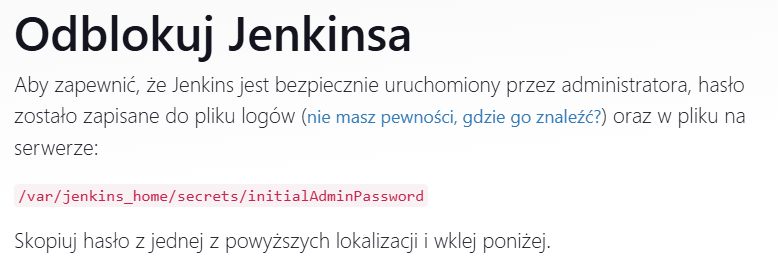 Odblokuj Jenkinsa
Aby zapewnić, że Jenkins jest bezpiecznie uruchomiony przez administratora, hasło
zostało zapisane do pliku logów (nie masz pewności, gdzie go znaleźć?) oraz w pliku na
serwerze:
/var/jenkins_home/secrets/initialAdminPassword
Skopiuj hasło z jednej z powyższych lokalizacji i wklej poniżej.